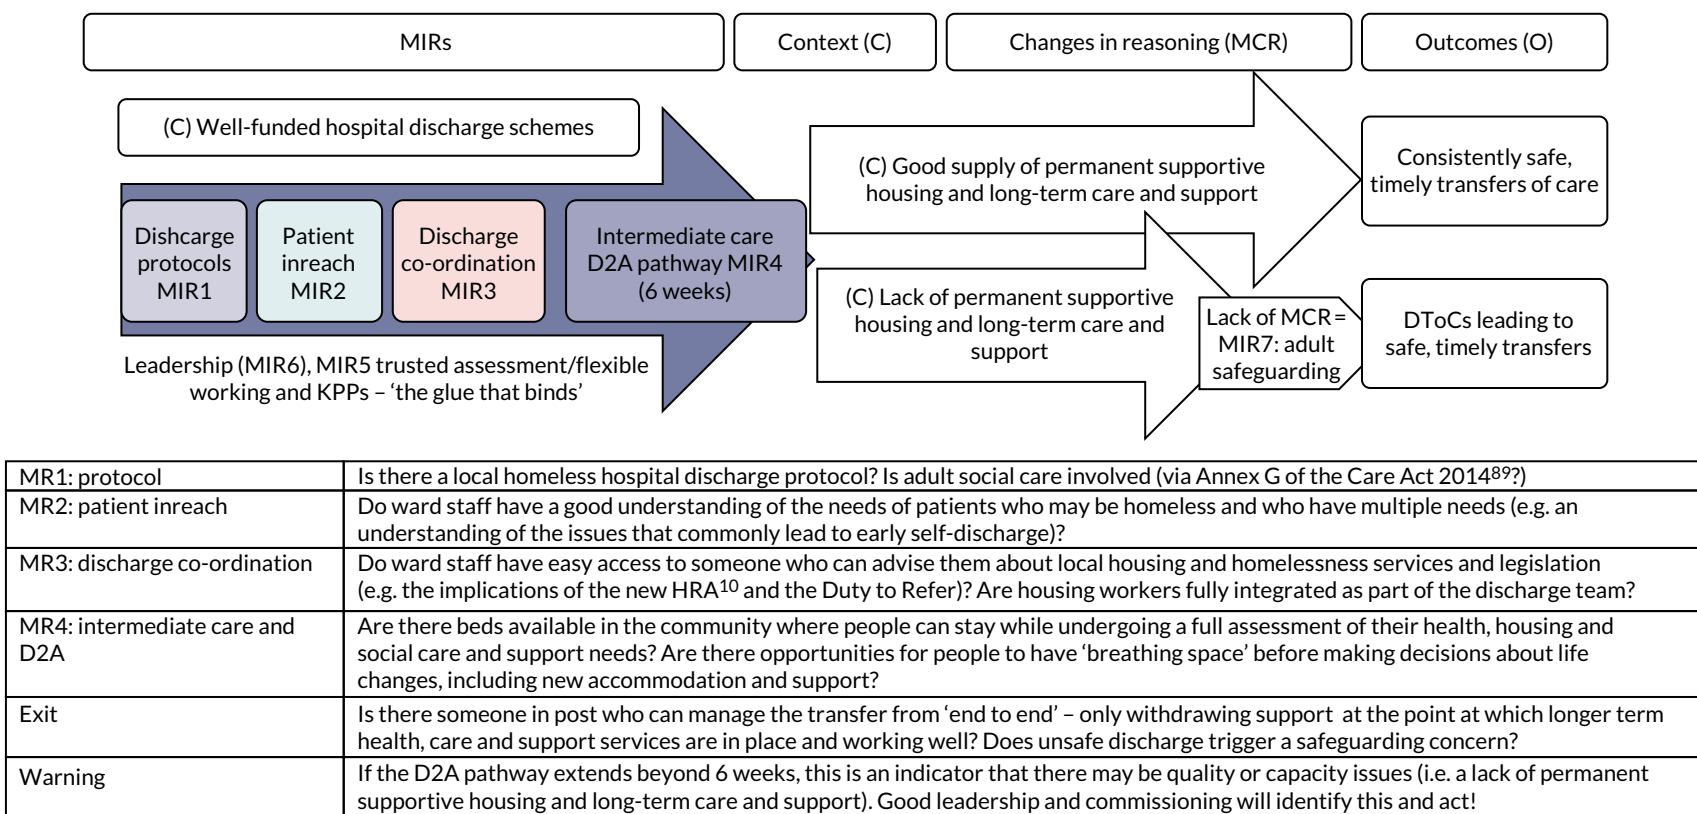 MIRs
Context (C)
Changes in reasoning (MCR)
Outcomes (O)
(C) Well-funded hospital discharge schemes
Dishcarge
protocols
MIR1
Patient
inreach
MIR2
Discharge
co-ordination
MIR3
Intermediate care
D2A pathway MIR4
(6 weeks)
Leadership (MIR6), MIR5 trusted assessment/flexible
working and KPPs – ‘the glue that binds’
(C) Good supply of permanent supportive
housing and long-term care and support
Consistently safe,
timely transfers of care
(C) Lack of permanent supportive
housing and long-term care and
support
Lack of MCR =
MIR7: adult
safeguarding
DToCs leading to
safe, timely transfers
MR1: protocol
Is there a local homeless hospital discharge protocol? Is adult social care involved (via Annex G of the Care Act 2014⁸⁹?)
MR2: patient inreach
Do ward staff have a good understanding of the needs of patients who may be homeless and who have multiple needs (e.g. an
understanding of the issues that commonly lead to early self-discharge)?
MR3: discharge co-ordination
Do ward staff have easy access to someone who can advise them about local housing and homelessness services and legislation
(e.g. the implications of the new HRA¹⁰ and the Duty to Refer)? Are housing workers fully integrated as part of the discharge team?
MR4: intermediate care and
D2A
Are there beds available in the community where people can stay while undergoing a full assessment of their health, housing and
social care and support needs? Are there opportunities for people to have ‘breathing space’ before making decisions about life
changes, including new accommodation and support?
Exit
Is there someone in post who can manage the transfer from ‘end to end’ – only withdrawing support at the point at which longer term
health, care and support services are in place and working well? Does unsafe discharge trigger a safeguarding concern?
Warning
If the D2A pathway extends beyond 6 weeks, this is an indicator that there may be quality or capacity issues (i.e. a lack of permanent
supportive housing and long-term care and support). Good leadership and commissioning will identify this and act!